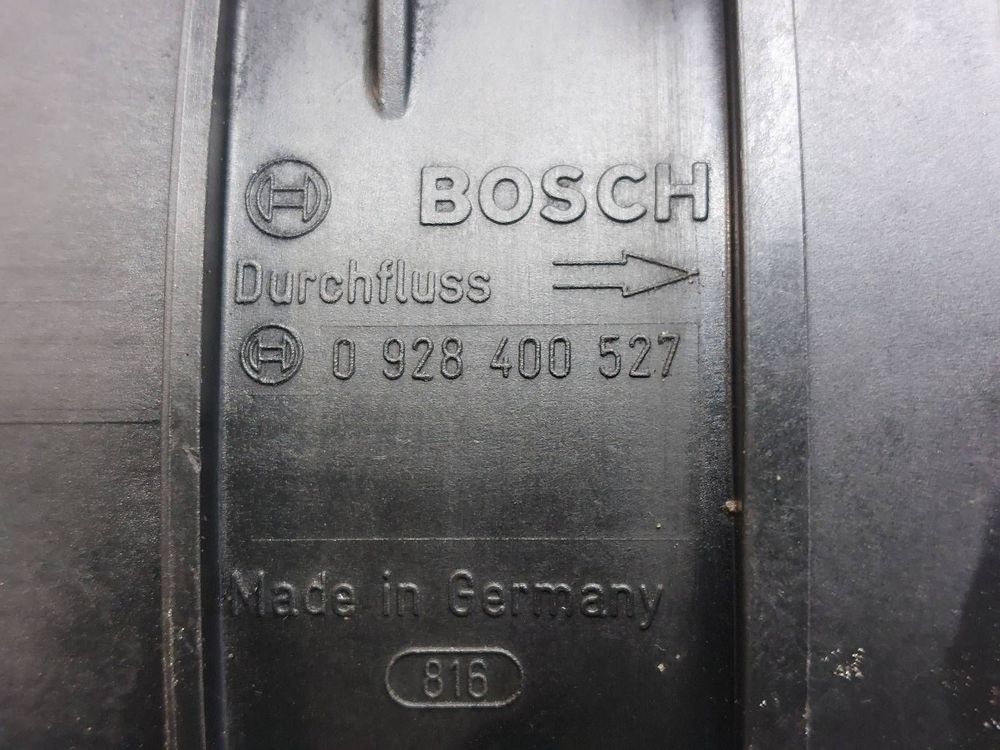 BOSCH
Durchfluss
0 928 400 527
Made in Germany
816